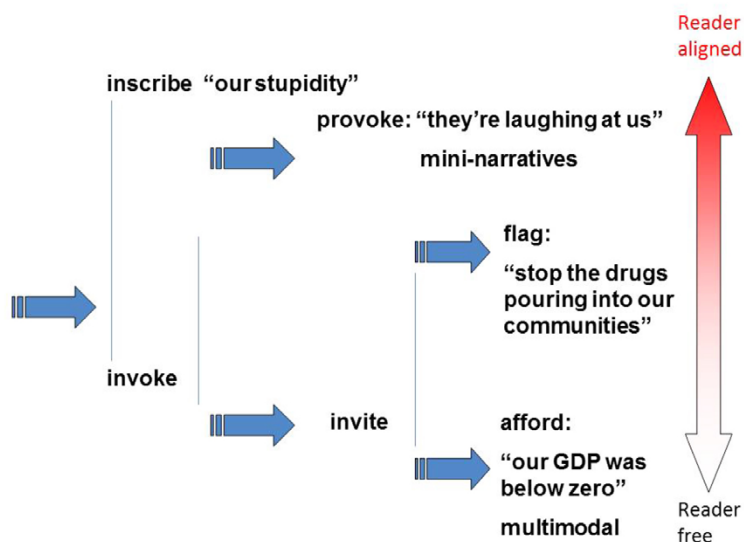 Reader
aligned
inscribe “our stupidity”
provoke: “they’re laughing at us”
mini-narratives
flag:
“stop the drugs
pouring into our
communities”
invoke
invite
afford:
“our GDP was
below zero”
multimodal
Reader
free